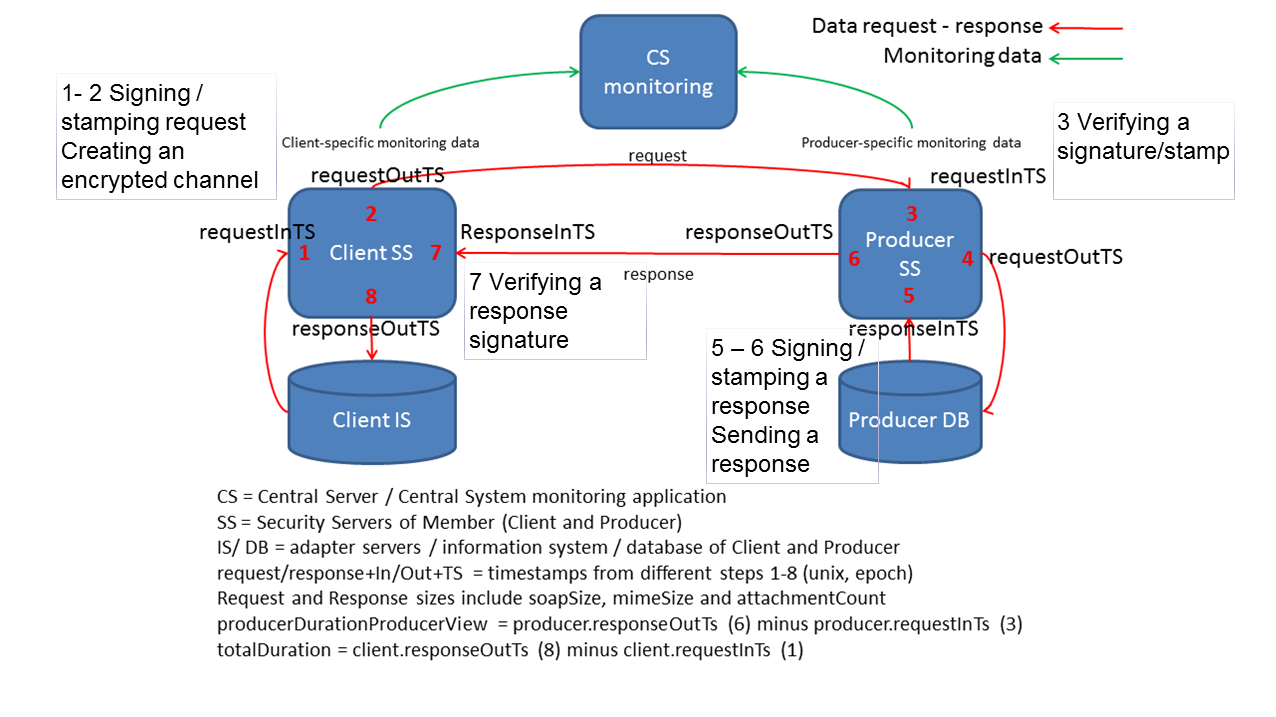 Data request - response
Monitoring data
CS
monitoring
1- 2 Signing /
stamping request
Creating an
encrypted channel
3 Verifying a
signature/stamp
Client-specific monitoring data
Producer-specific monitoring data
request
requestOutTS
requestInTS
2
3
requestInTS
ResponseInTS
responseOutTS
Producer
1
Client SS
7
6
SS
4
requestOutTS
response
7 Verifying a
response
signature
8
5
responseOutTS
responseInTS
5 – 6 Signing /
stamping a
response
Sending a
response
Client IS
Producer DB
CS = Central Server / Central System monitoring application
SS = Security Servers of Member (Client and Producer)
IS/ DB = adapter servers / information system / database of Client and Producer
request/response+In/Out+TS = timestamps from different steps 1-8 (unix, epoch)
Request and Response sizes include soapSize, mimeSize and attachmentCount
producerDurationProducerView = producer.responseOutTs (6) minus producer.requestInTs (3)
totalDuration = client.responseOutTs (8) minus client.requestInTs (1)